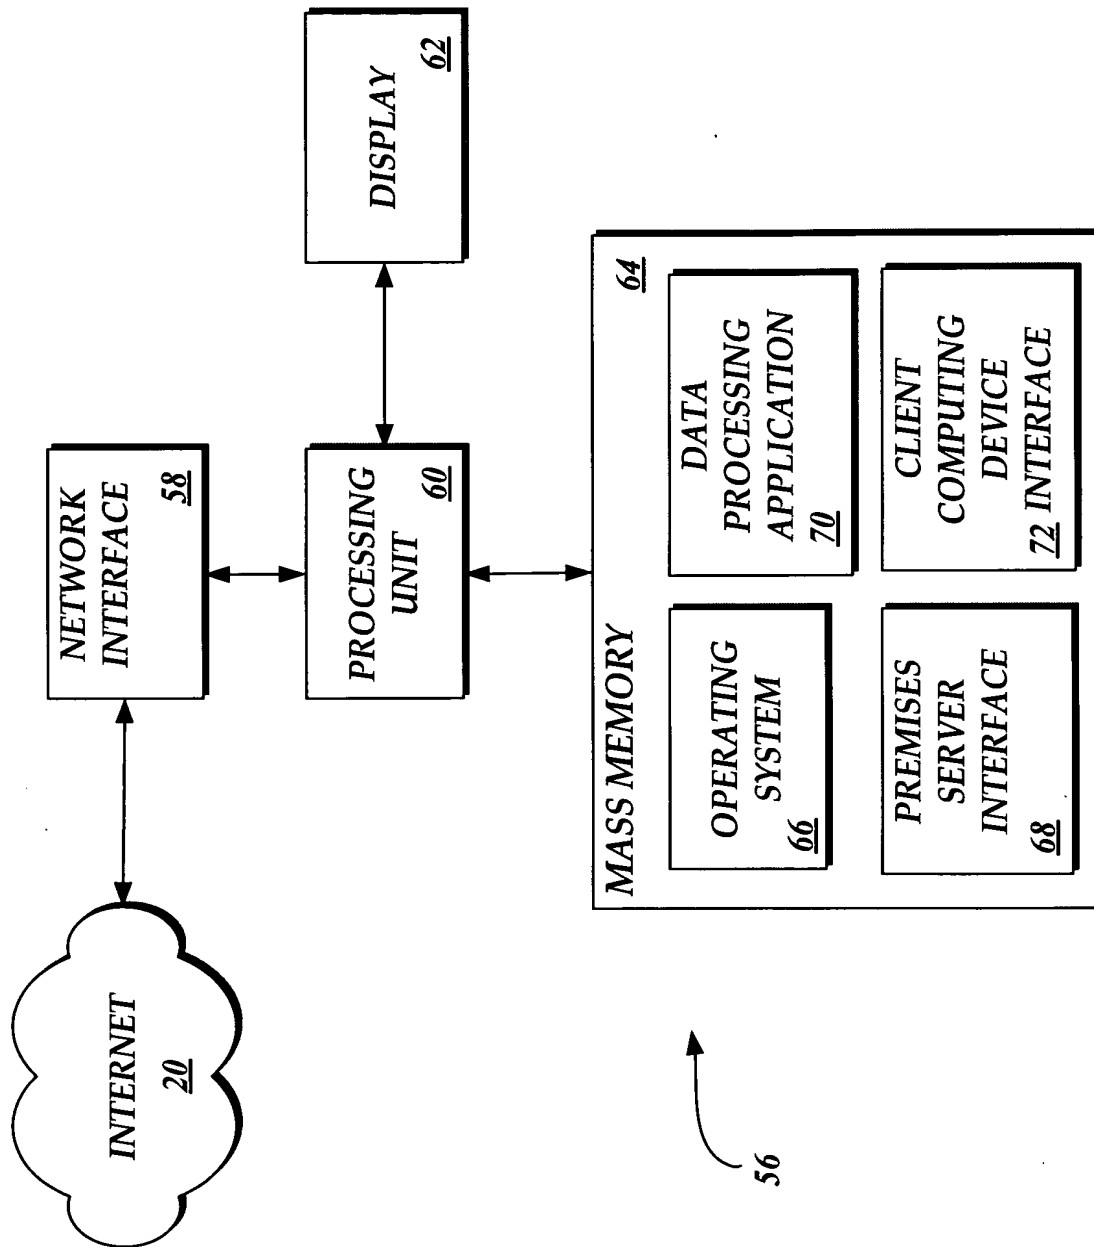 INTERNET
20
NETWORK
INTERFACE
58
PROCESSING
UNIT
60
DISPLAY
62
MASS MEMORY
64
OPERATING
SYSTEM
66
DATA
PROCESSING
APPLICATION
70
PREMISES
SERVER
INTERFACE
68
CLIENT
COMPUTING
DEVICE
INTERFACE
72
56